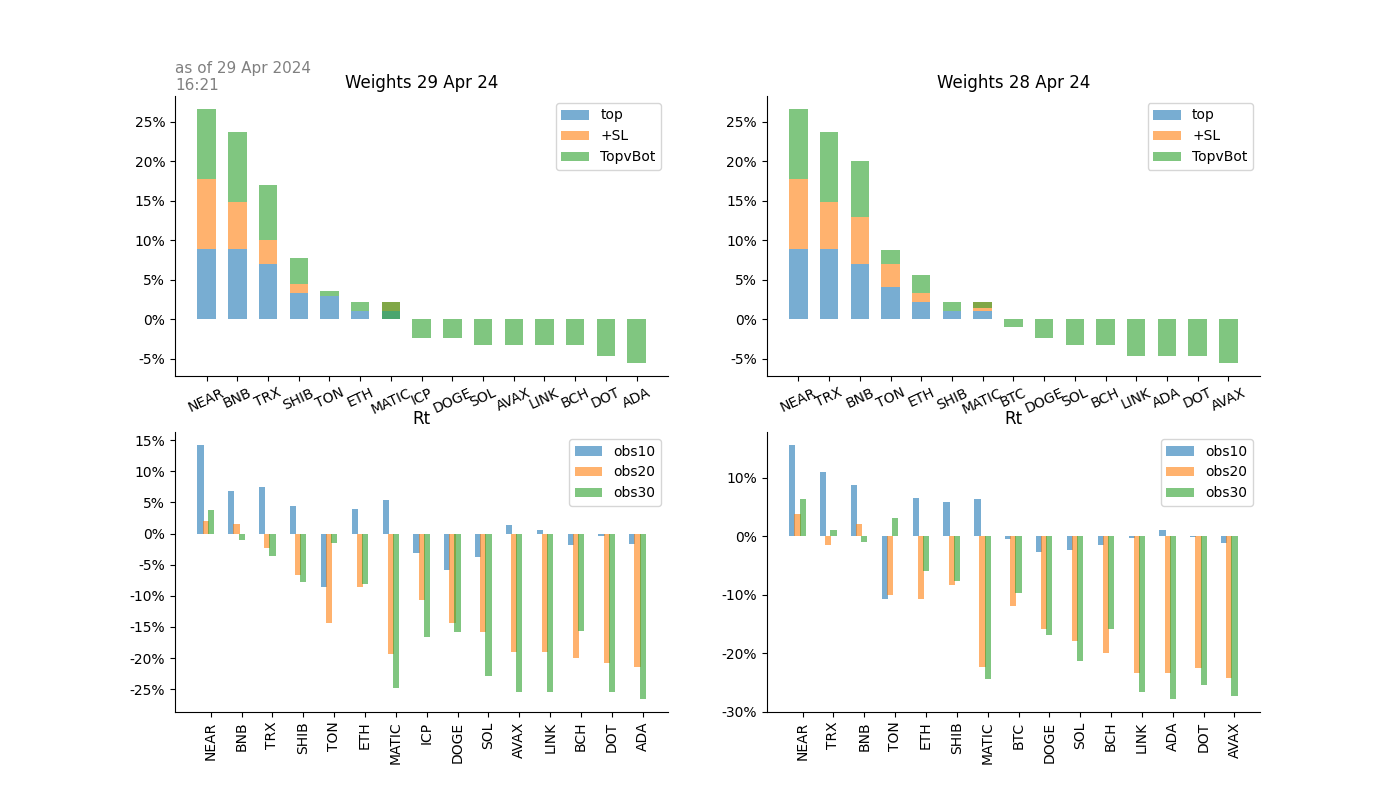 as of 29 Apr 2024
16:21
Weights 29 Apr 24
25%
20%
15%
10%
5%
0%
-5%
top
+SL
TopvBot
NEAR BNB TRX SHIB TON ETH MATIC ICP DOGE SOL AVAX LINK BCH DOT ADA
Weights 28 Apr 24
25%
20%
15%
10%
5%
0%
-5%
top
+SL
TopvBot
NEAR TRX BNB TON ETH SHIB MATIC BTC DOGE SOL BCH LINK ADA DOT AVAX
Rt
15%
10%
5%
0%
-5%
-10%
-15%
-20%
-25%
obs10
obs20
obs30
NEAR BNB TRX SHIB TON ETH MATIC ICP DOGE SOL AVAX LINK BCH DOT ADA
Rt
10%
0%
-10%
-20%
-30%
obs10
obs20
obs30
NEAR TRX BNB TON ETH SHIB MATIC BTC DOGE SOL BCH LINK ADA DOT AVAX